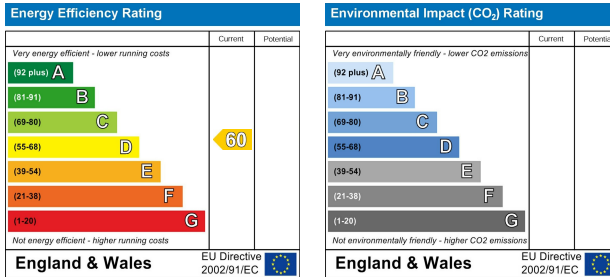 Energy Efficiency Rating
Current Potential
Very energy efficient - lower running costs
(92 plus) A
(81-91) B
(69-80) C
(55-68) D
60
(39-54) E
(21-38) F
(1-20) G
Not energy efficient - higher running costs
England & Wales
EU Directive
2002/91/EC
Environmental Impact (CO2) Rating
Current Potential
Very environmentally friendly - lower CO2 emissions
(92 plus) A
(81-91) B
(69-80) C
(55-68) D
(39-54) E
(21-38) F
(1-20) G
Not environmentally friendly - higher CO2 emissions
England & Wales
EU Directive
2002/91/EC